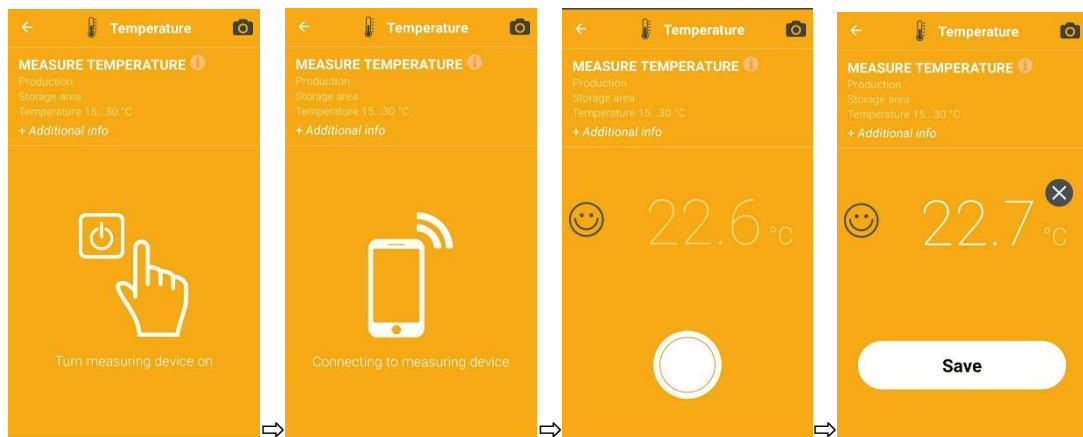 Temperature
MEASURE TEMPERATURE
Production
Storage area
Temperature 15...30 °C
+ Additional info
Turn measuring device on
Temperature
MEASURE TEMPERATURE
Production
Storage area
Temperature 15...30 °C
+ Additional info
Connecting to measuring device
Temperature
MEASURE TEMPERATURE
Production
Storage area
Temperature 15...30 °C
+ Additional info
22.6 °C
Temperature
MEASURE TEMPERATURE
Production
Storage area
Temperature 15...30 °C
+ Additional info
22.7 °C
Save